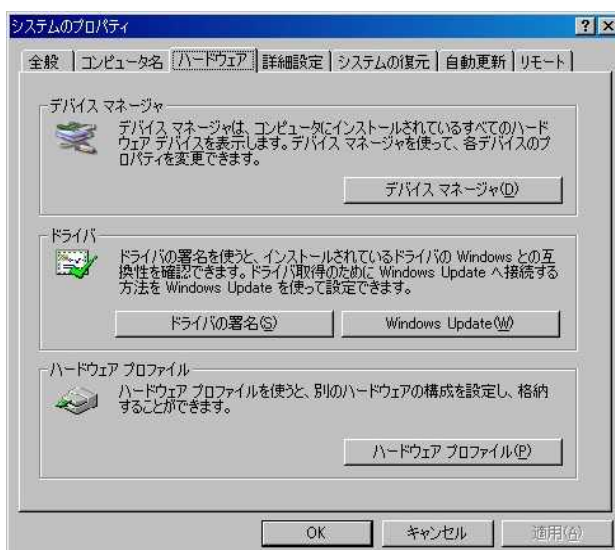 システムのプロパティ
全般
コンピュータ名
ハードウェア
詳細設定
システムの復元
自動更新
リモート
デバイス マネージャ
デバイス マネージャは、コンピュータにインストールされているすべてのハード
ウェア デバイスを表示します。デバイス マネージャを使って、各デバイスのプ
ロパティを変更できます。
デバイス マネージャ(D)
ドライバ
ドライバの署名を使うと、インストールされているドライバの Windows との互
換性を確認できます。ドライバ取得のために Windows Update へ接続する
方法を Windows Update を使って設定できます。
ドライバの署名(S)
Windows Update(W)
ハードウェア プロファイル
ハードウェア プロファイルを使うと、別のハードウェアの構成を設定し、格納
することができます。
ハードウェア プロファイル(P)
OK
キャンセル
適用(A)